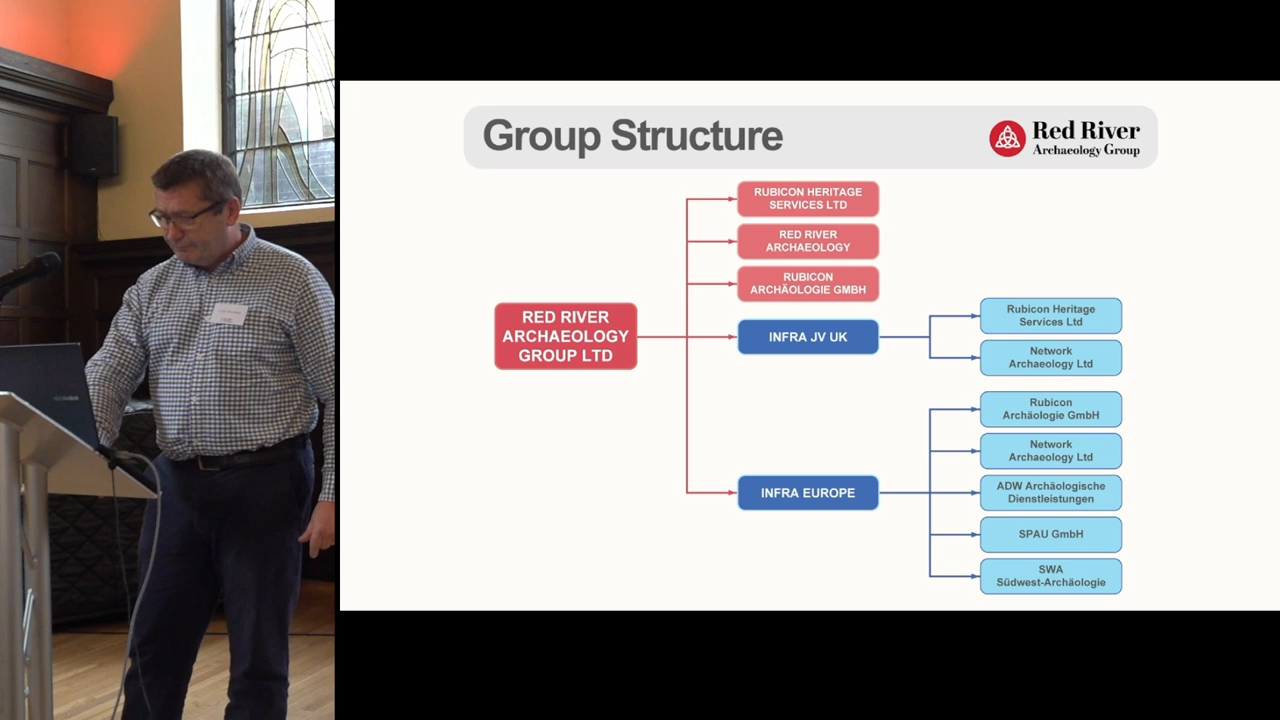 Group Structure
Red River
Archaeology Group
RUBICON HERITAGE
SERVICES LTD
RED RIVER
ARCHAEOLOGY
RUBICON
ARCHÄOLOGIE GMBH
RED RIVER
ARCHAEOLOGY
GROUP LTD
INFRA JV UK
Rubicon Heritage
Services Ltd
Network
Archaeology Ltd
INFRA EUROPE
Rubicon
Archäologie GmbH
Network
Archaeology Ltd
ADW Archäologische
Dienstleistungen
SPAU GmbH
SWA
Südwest-Archäologie